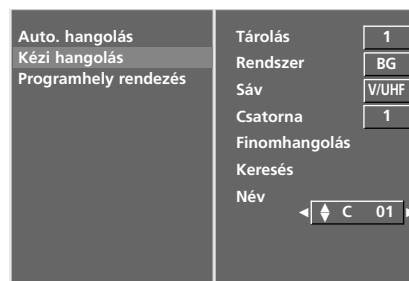 Auto. hangolás
Kézi hangolás
Programhely rendezés
Tárolás 1
Rendszer BG
Sáv V/UHF
Csatorna 1
Finomhangolás
Keresés
Név
C 01